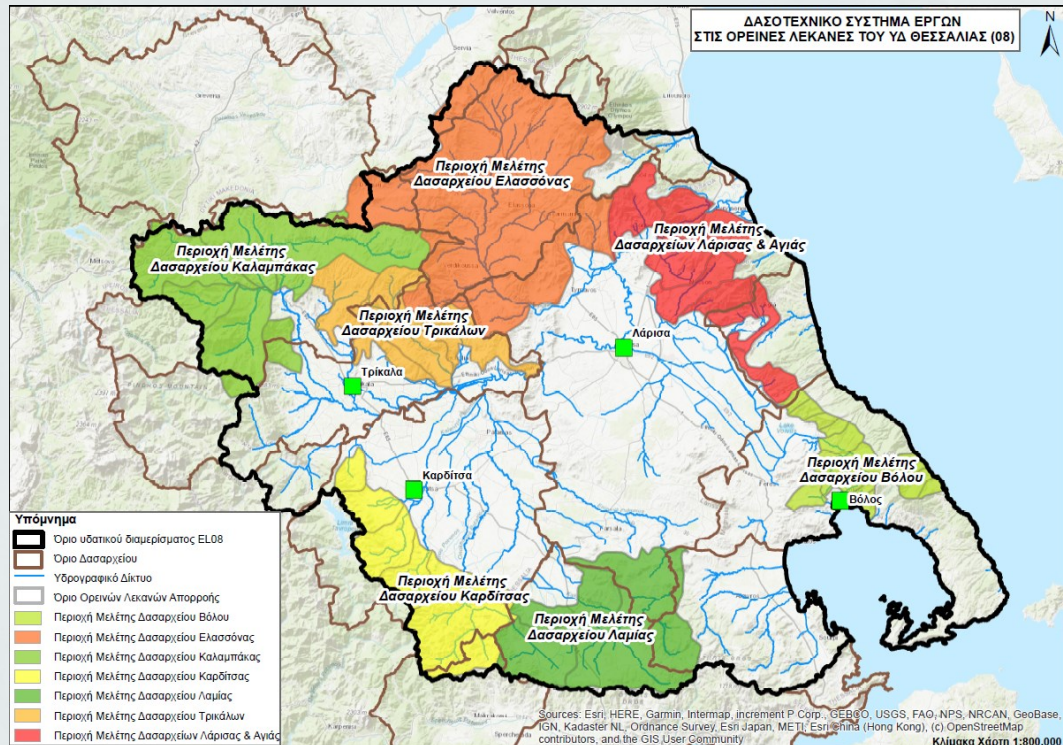 ΔΑΣΟΤΕΧΝΙΚΟ ΣΥΣΤΗΜΑ ΕΡΓΩΝ
ΣΤΙΣ ΟΡΕΙΝΕΣ ΛΕΚΑΝΕΣ ΤΟΥ ΥΔ ΘΕΣΣΑΛΙΑΣ (08)
N
Περιοχή Μελέτης
Δασαρχείου Ελασσόνας
Περιοχή Μελέτης
Δασαρχείων Λάρισας & Αγιάς
Περιοχή Μελέτης
Δασαρχείου Καλαμπάκας
Περιοχή Μελέτης
Δασαρχείου Τρικάλων
Λάρισα
Τρίκαλα
Περιοχή Μελέτης
Δασαρχείου Βόλου
Καρδίτσα
Βόλος
Περιοχή Μελέτης
Δασαρχείου Καρδίτσας
Περιοχή Μελέτης
Δασαρχείου Λαμίας
Υπόμνημα
Όριο υδατικού διαμερίσματος EL08
Όριο Δασαρχείου
Υδρογραφικό Δίκτυο
Όριο Ορεινών Λεκανών Απορροής
Περιοχή Μελέτης Δασαρχείου Βόλου
Περιοχή Μελέτης Δασαρχείου Ελασσόνας
Περιοχή Μελέτης Δασαρχείου Καλαμπάκας
Περιοχή Μελέτης Δασαρχείου Καρδίτσας
Περιοχή Μελέτης Δασαρχείου Λαμίας
Περιοχή Μελέτης Δασαρχείου Τρικάλων
Περιοχή Μελέτης Δασαρχείων Λάρισας & Αγιάς
Sources: Esri, HERE, Garmin, Intermap, increment P Corp., GEBCO, USGS, FAO, NPS, NRCAN, GeoBase,
IGN, Kadaster NL, Ordnance Survey, Esri Japan, METI, Esri China (Hong Kong), (c) OpenStreetMap
contributors, and the GIS User Community
Κλίμακα Χάρτη 1:800.000